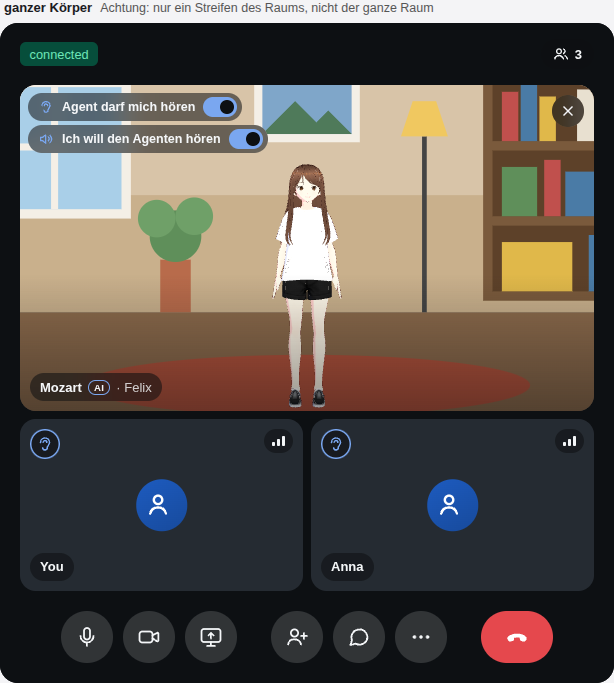 ganzer Körper Achtung: nur ein Streifen des Raums, nicht der ganze Raum
connected
3
Agent darf mich hören
Ich will den Agenten hören
Mozart AI · Felix
You
Anna